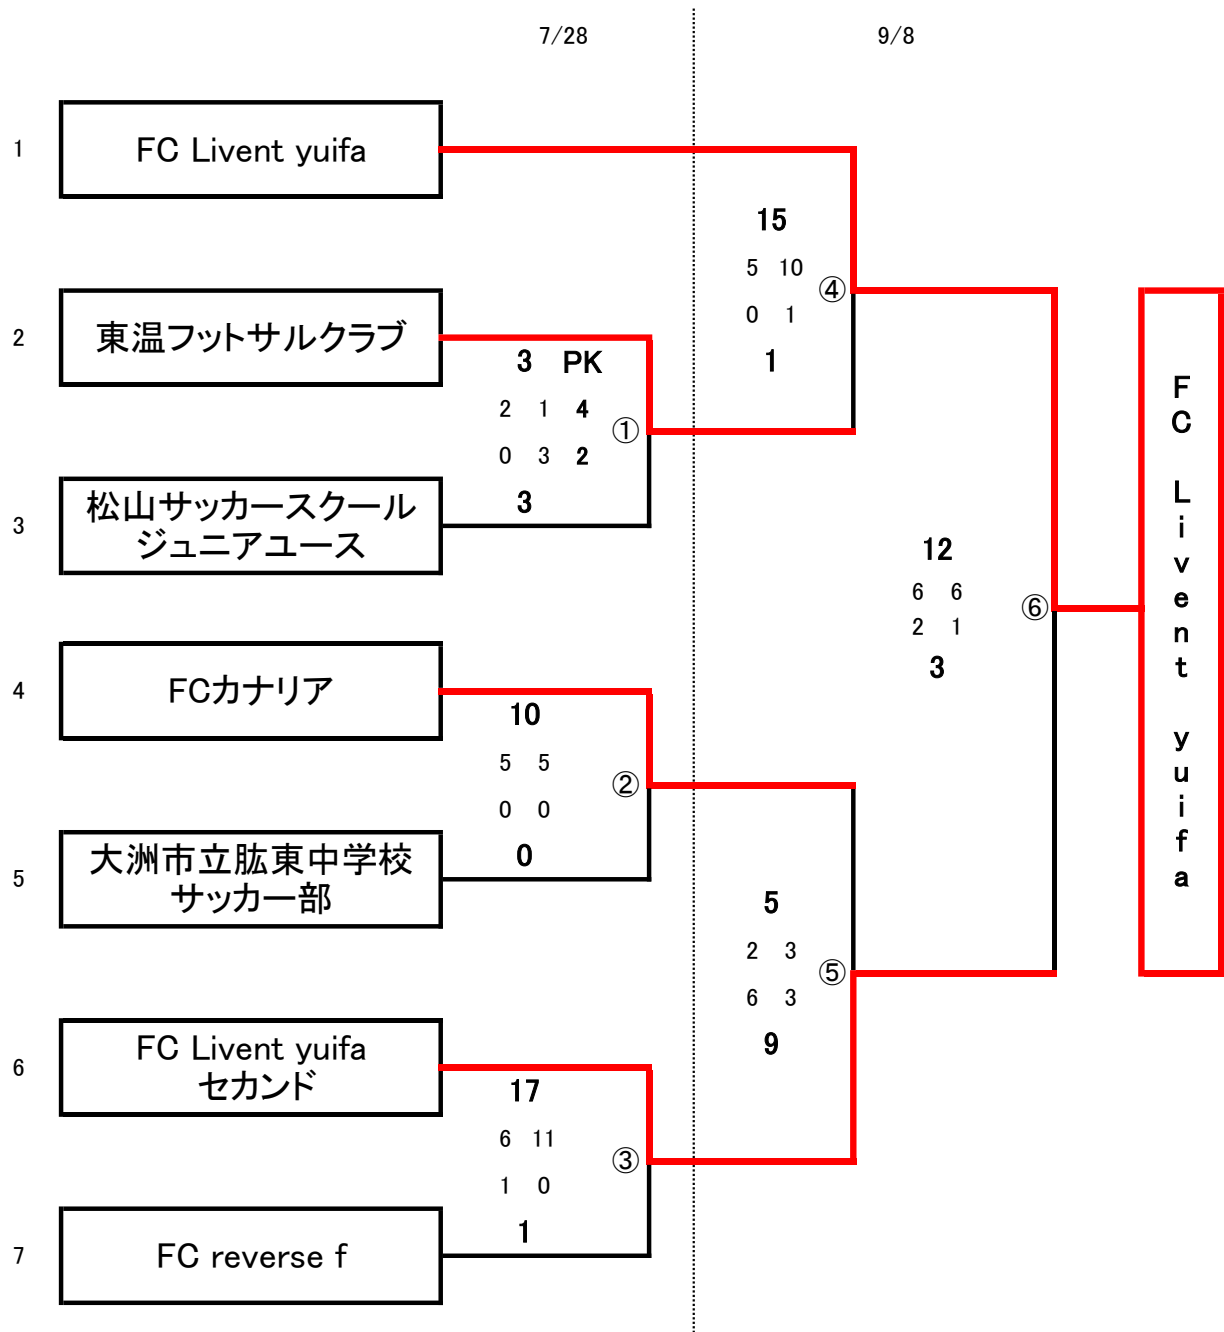 7/28
9/8
1
FC Livent yuifa
15
5 10
④
0 1
1
2
東温フットサルクラブ
3 PK
2 1 4
①
0 3 2
3
3
松山サッカースクール
ジュニアユース
12
6 6
⑥
2 1
3
FC Livent yuifa
4
FCカナリア
10
5 5
②
0 0
0
5
大洲市立肱東中学校
サッカー部
5
2 3
⑤
6 3
9
6
FC Livent yuifa
セカンド
17
6 11
③
1 0
1
7
FC reverse f